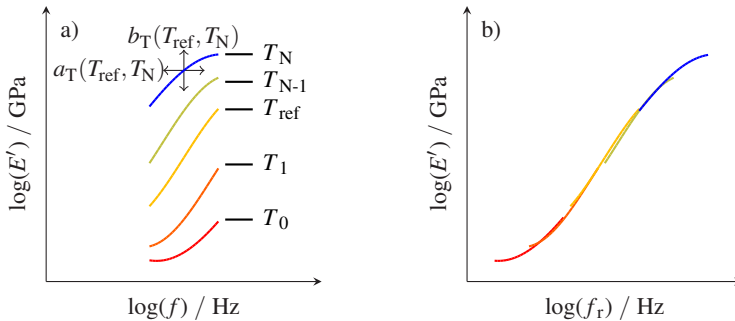 a)
b_T(T_ref, T_N)
a_T(T_ref, T_N)
T_N
T_N-1
T_ref
T_1
T_0
log(E′) / GPa
log(f) / Hz
b)
log(E′) / GPa
log(f_r) / Hz